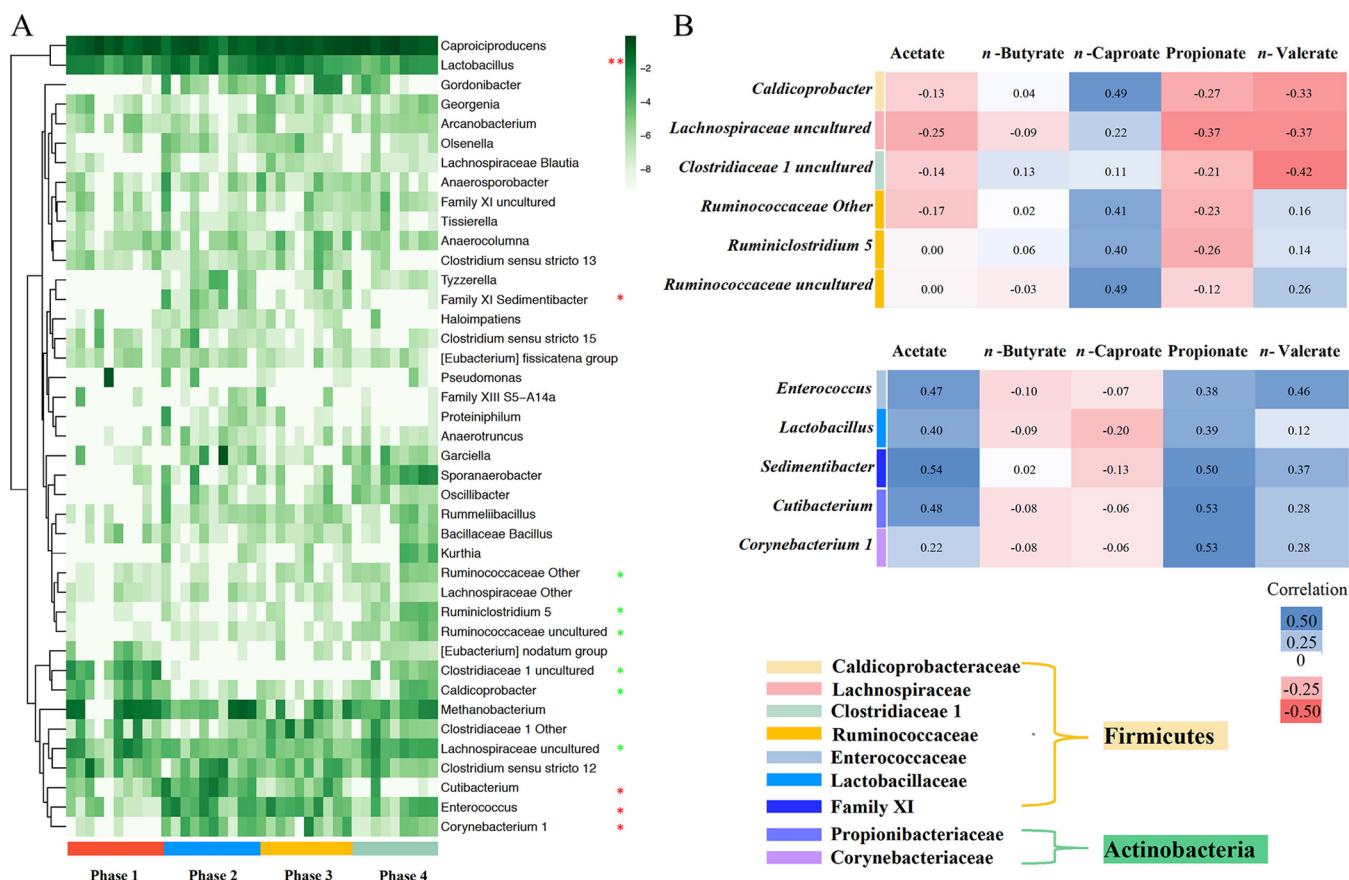 A
Caproiciproducens
Lactobacillus **
Gordonibacter
Georgenia
Arcanobacterium
Olsenella
Lachnospiraceae Blautia
Anaerosporobacter
Family XI uncultured
Tissierella
Anaerocolumna
Clostridium sensu stricto 13
Tyzzerella
Family XI Sedimentibacter *
Haloimpatiens
Clostridium sensu stricto 15
[Eubacterium] fissicatena group
Pseudomonas
Family XIII S5−A14a
Proteiniphilum
Anaerotruncus
Garciella
Sporanaerobacter
Oscillibacter
Rummeliibacillus
Bacillaceae Bacillus
Kurthia
Ruminococcaceae Other *
Lachnospiraceae Other
Ruminiclostridium 5 *
Ruminococcaceae uncultured *
[Eubacterium] nodatum group
Clostridiaceae 1 uncultured *
Caldicoprobacter *
Methanobacterium
Clostridiaceae 1 Other
Lachnospiraceae uncultured *
Clostridium sensu stricto 12
Cutibacterium *
Enterococcus *
Corynebacterium 1 *
−2
−4
−6
−8
Phase 1 Phase 2 Phase 3 Phase 4
B
Acetate n-Butyrate n-Caproate Propionate n- Valerate
Caldicoprobacter -0.13 0.04 0.49 -0.27 -0.33
Lachnospiraceae uncultured -0.25 -0.09 0.22 -0.37 -0.37
Clostridiaceae 1 uncultured -0.14 0.13 0.11 -0.21 -0.42
Ruminococcaceae Other -0.17 0.02 0.41 -0.23 0.16
Ruminiclostridium 5 0.00 0.06 0.40 -0.26 0.14
Ruminococcaceae uncultured 0.00 -0.03 0.49 -0.12 0.26
Acetate n-Butyrate n-Caproate Propionate n- Valerate
Enterococcus 0.47 -0.10 -0.07 0.38 0.46
Lactobacillus 0.40 -0.09 -0.20 0.39 0.12
Sedimentibacter 0.54 0.02 -0.13 0.50 0.37
Cutibacterium 0.48 -0.08 -0.06 0.53 0.28
Corynebacterium 1 0.22 -0.08 -0.06 0.53 0.28
Correlation
0.50
0.25
0
-0.25
-0.50
Caldicoprobacteraceae
Lachnospiraceae
Clostridiaceae 1
Ruminococcaceae
Enterococcaceae
Lactobacillaceae
Family XI
Firmicutes
Propionibacteriaceae
Corynebacteriaceae
Actinobacteria